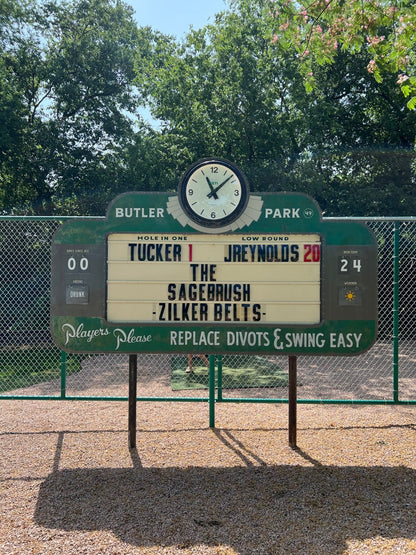 BUTLER PARK
HOLE IN ONE LOW ROUND
TUCKER 1 JREYNOLDS 20
THE
SAGEBRUSH
-ZILKER BELTS-
00
DRUNK
24
Players Please REPLACE DIVOTS & SWING EASY